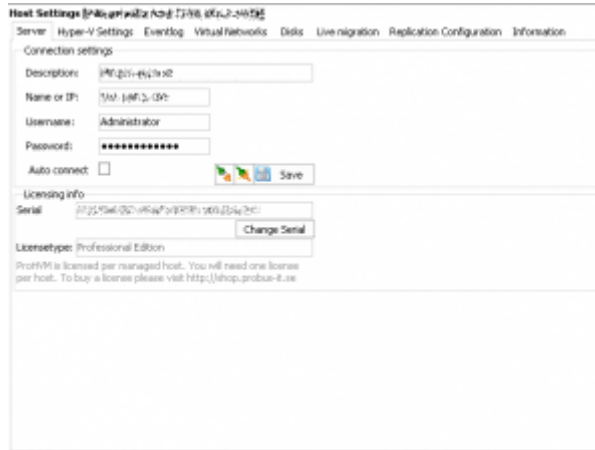 Host Settings
Server Hyper-V Settings Eventlog Virtual Networks Disks Live migration Replication Configuration Information
Connection settings
Description:
Name or IP:
Username: Administrator
Password: ●●●●●●●●●●●●
Auto connect
Save
Licensing info
Serial
Change Serial
Licensetype: Professional Edition
ProHVM is licensed per managed host. You will need one license
per host. To buy a license please visit http://shop.probus-it.se